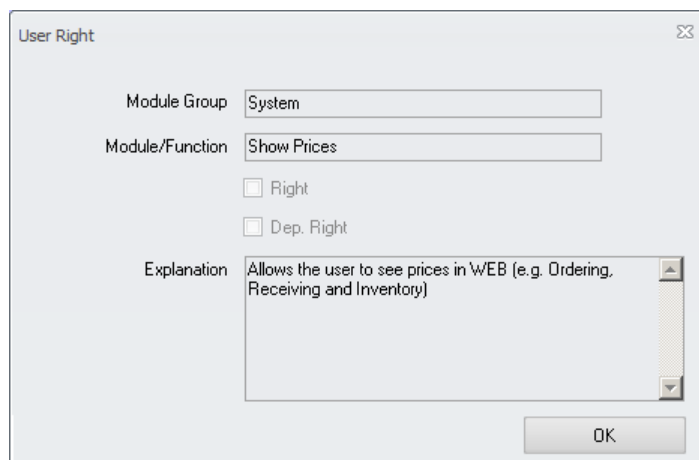 User Right
Module Group System
Module/Function Show Prices
Right
Dep. Right
Explanation Allows the user to see prices in WEB (e.g. Ordering,
Receiving and Inventory)
OK